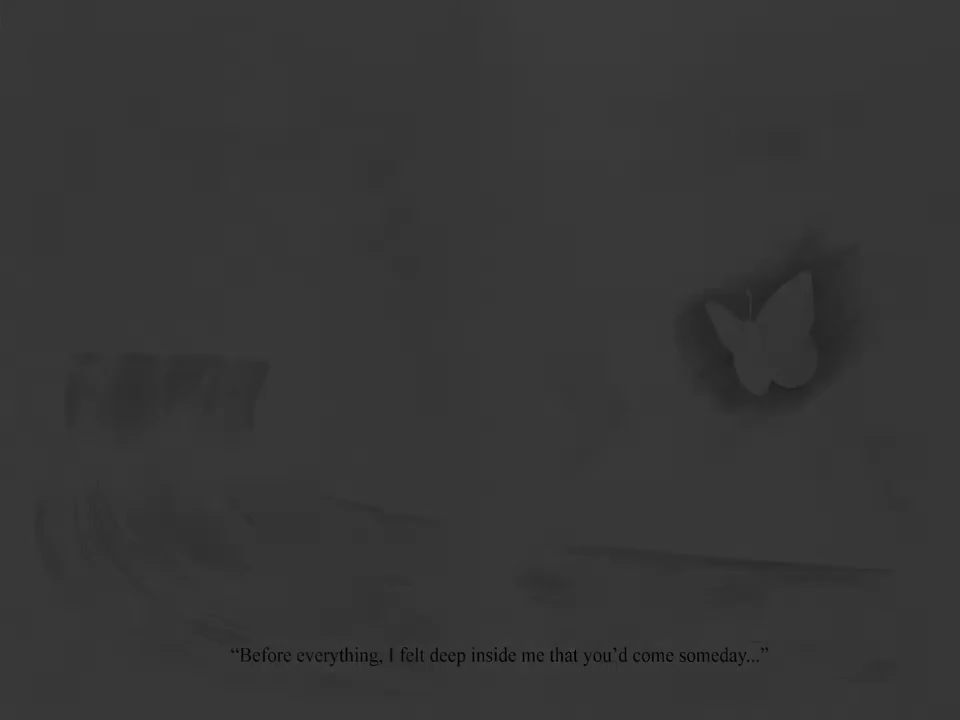 “Before everything, I felt deep inside me that you’d come someday...”